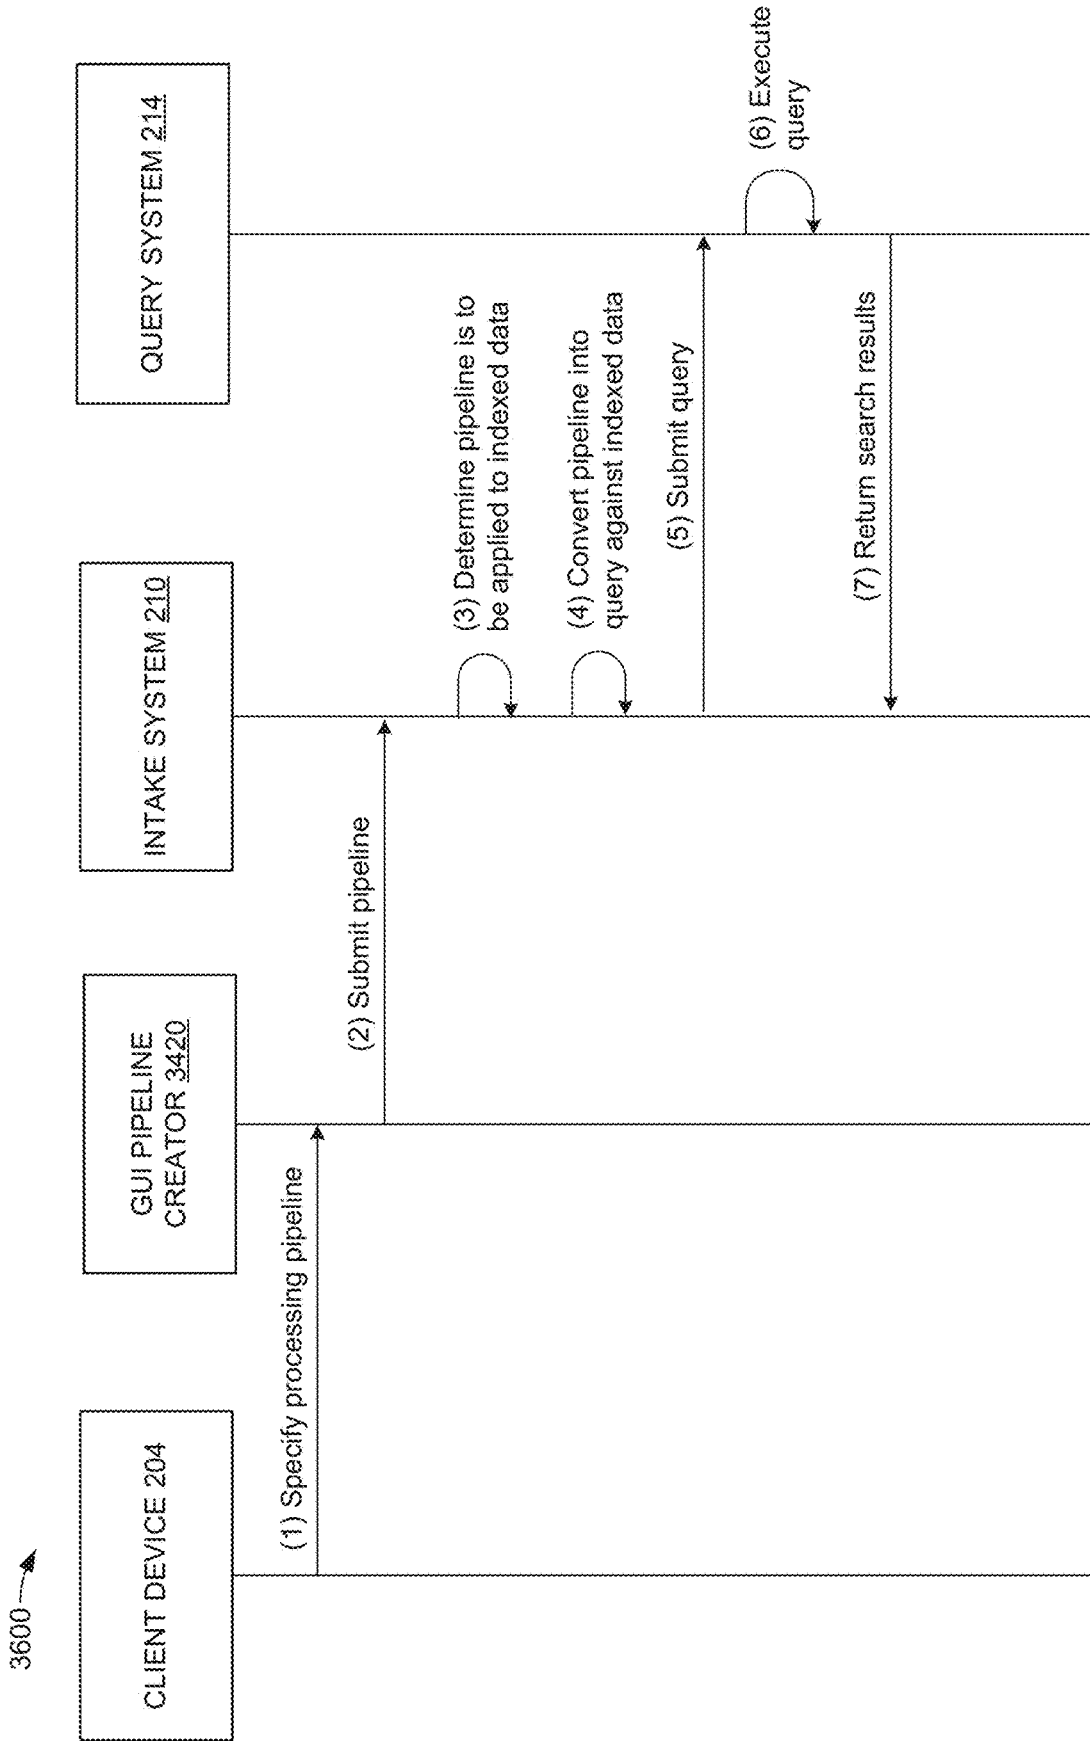 3600
CLIENT DEVICE 204
GUI PIPELINE
CREATOR 3420
INTAKE SYSTEM 210
QUERY SYSTEM 214
(1) Specify processing pipeline
(2) Submit pipeline
(3) Determine pipeline is to
be applied to indexed data
(4) Convert pipeline into
query against indexed data
(5) Submit query
(6) Execute
query
(7) Return search results